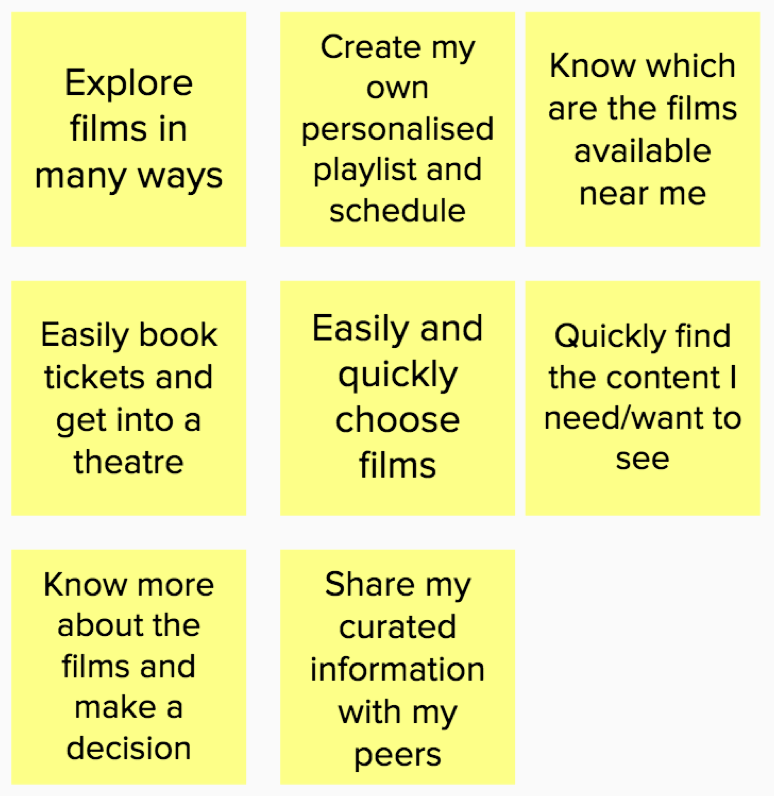 Explore
films in
many ways
Create my
own
personalised
playlist and
schedule
Know which
are the films
available
near me
Easily book
tickets and
get into a
theatre
Easily and
quickly
choose
films
Quickly find
the content I
need/want to
see
Know more
about the
films and
make a
decision
Share my
curated
information
with my
peers